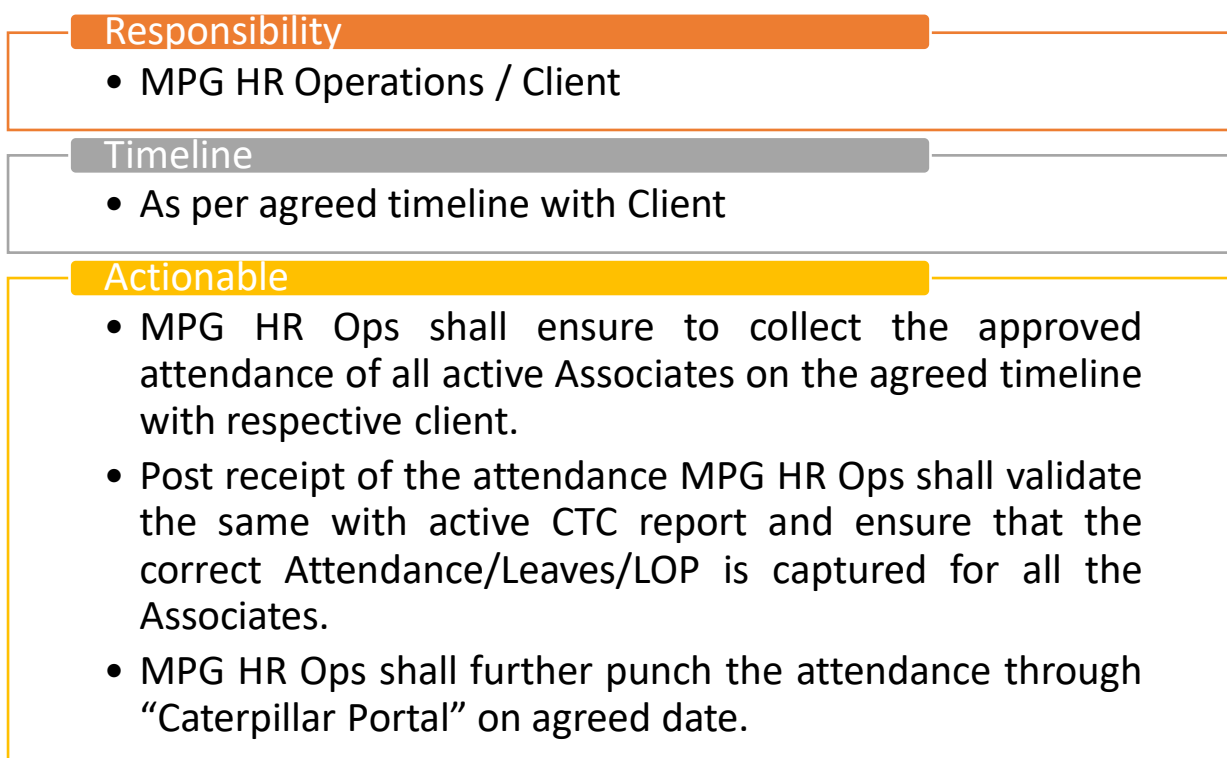 Responsibility
• MPG HR Operations / Client
Timeline
• As per agreed timeline with Client
Actionable
• MPG HR Ops shall ensure to collect the approved
attendance of all active Associates on the agreed timeline
with respective client.
• Post receipt of the attendance MPG HR Ops shall validate
the same with active CTC report and ensure that the
correct Attendance/Leaves/LOP is captured for all the
Associates.
• MPG HR Ops shall further punch the attendance through
“Caterpillar Portal” on agreed date.